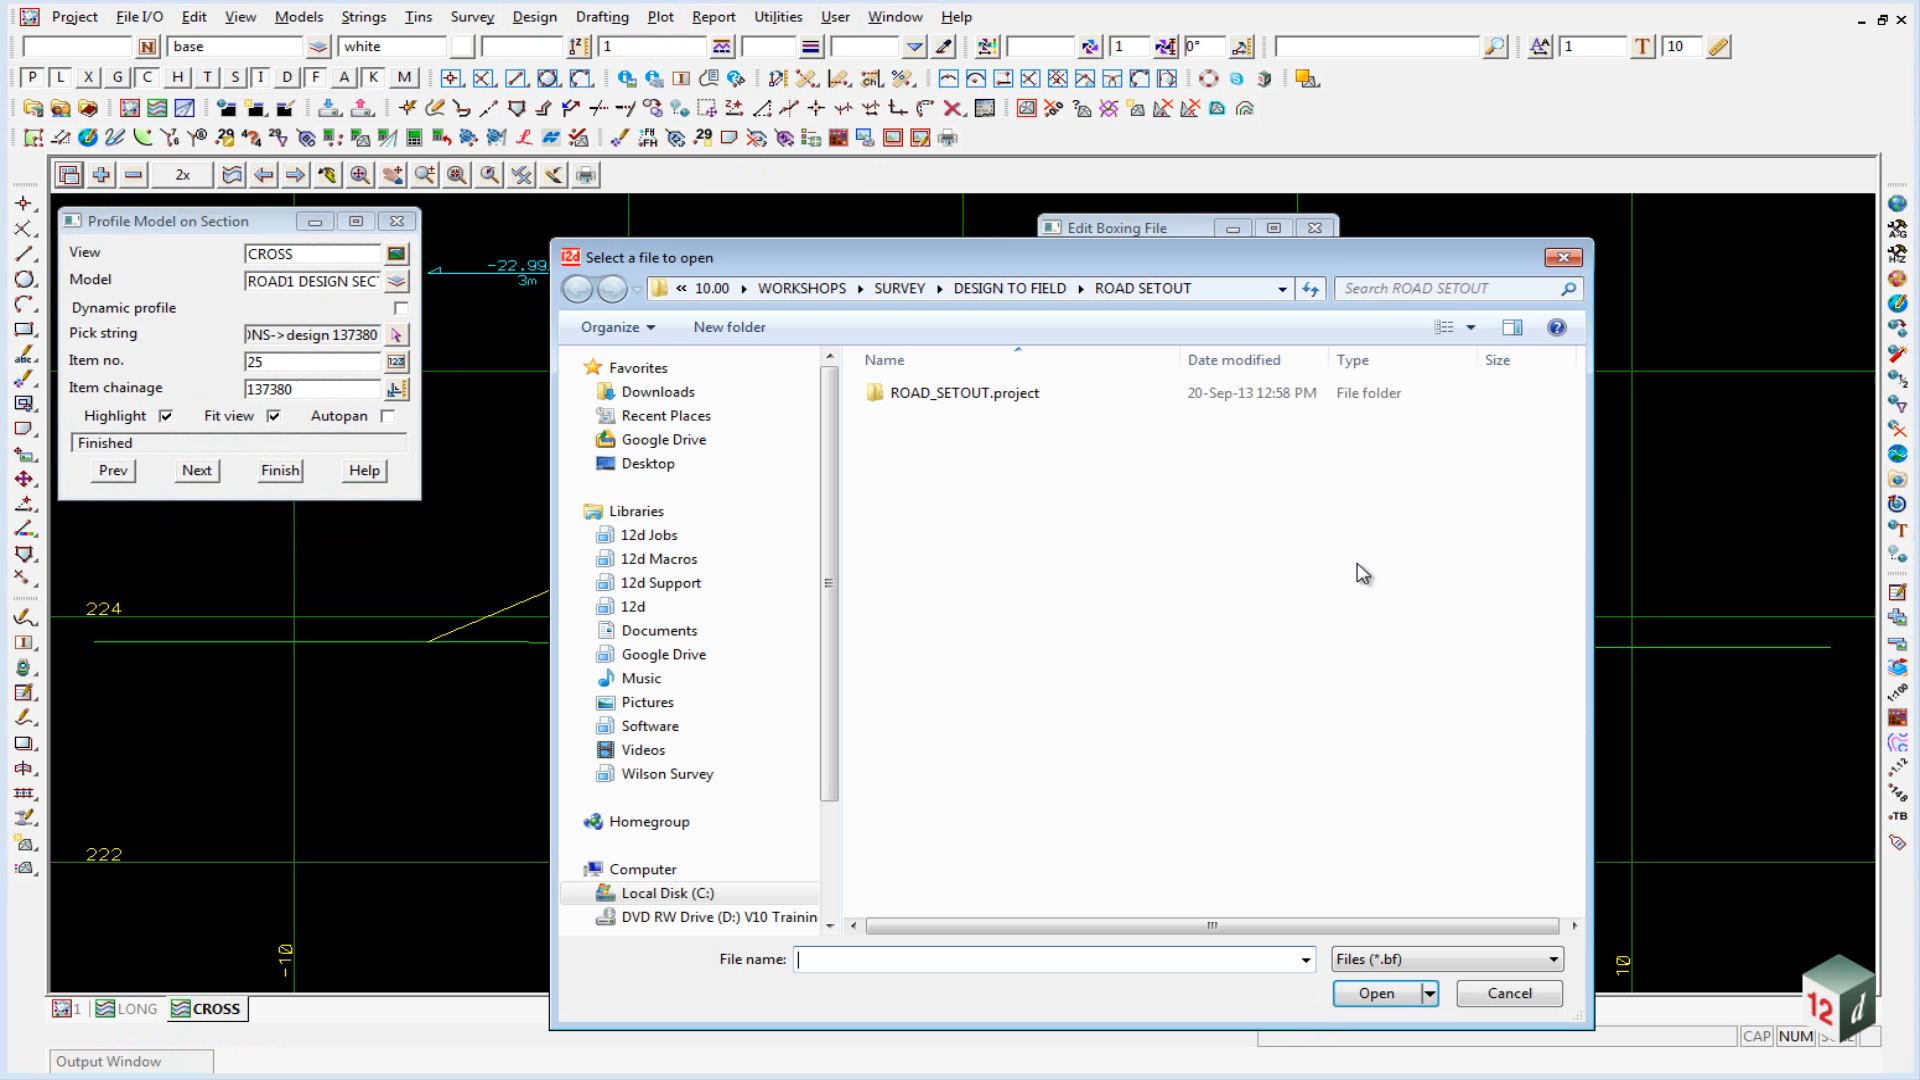 Project File I/O Edit View Models Strings Tins Survey Design Drafting Plot Report Utilities User Window Help
base white 1 1 0° 1 T 10
P L X G C H T S I D F A K M
2x
Profile Model on Section
View CROSS
Model ROAD1 DESIGN SEC
Dynamic profile
Pick string )NS->design 137380
Item no. 25
Item chainage 137380
Highlight Fit view Autopan
Finished
Prev Next Finish Help
-22.99
3m
224
222
-10
10
Edit Boxing File
12d Select a file to open
« 10.00 WORKSHOPS SURVEY DESIGN TO FIELD ROAD SETOUT
Search ROAD SETOUT
Organize New folder
Name Date modified Type Size
ROAD_SETOUT.project 20-Sep-13 12:58 PM File folder
Favorites
Downloads
Recent Places
Google Drive
Desktop
Libraries
12d Jobs
12d Macros
12d Support
12d
Documents
Google Drive
Music
Pictures
Software
Videos
Wilson Survey
Homegroup
Computer
Local Disk (C:)
DVD RW Drive (D:) V10 Trainin
File name:
Files (*.bf)
Open Cancel
1 LONG CROSS
Output Window
CAP NUM
12 d